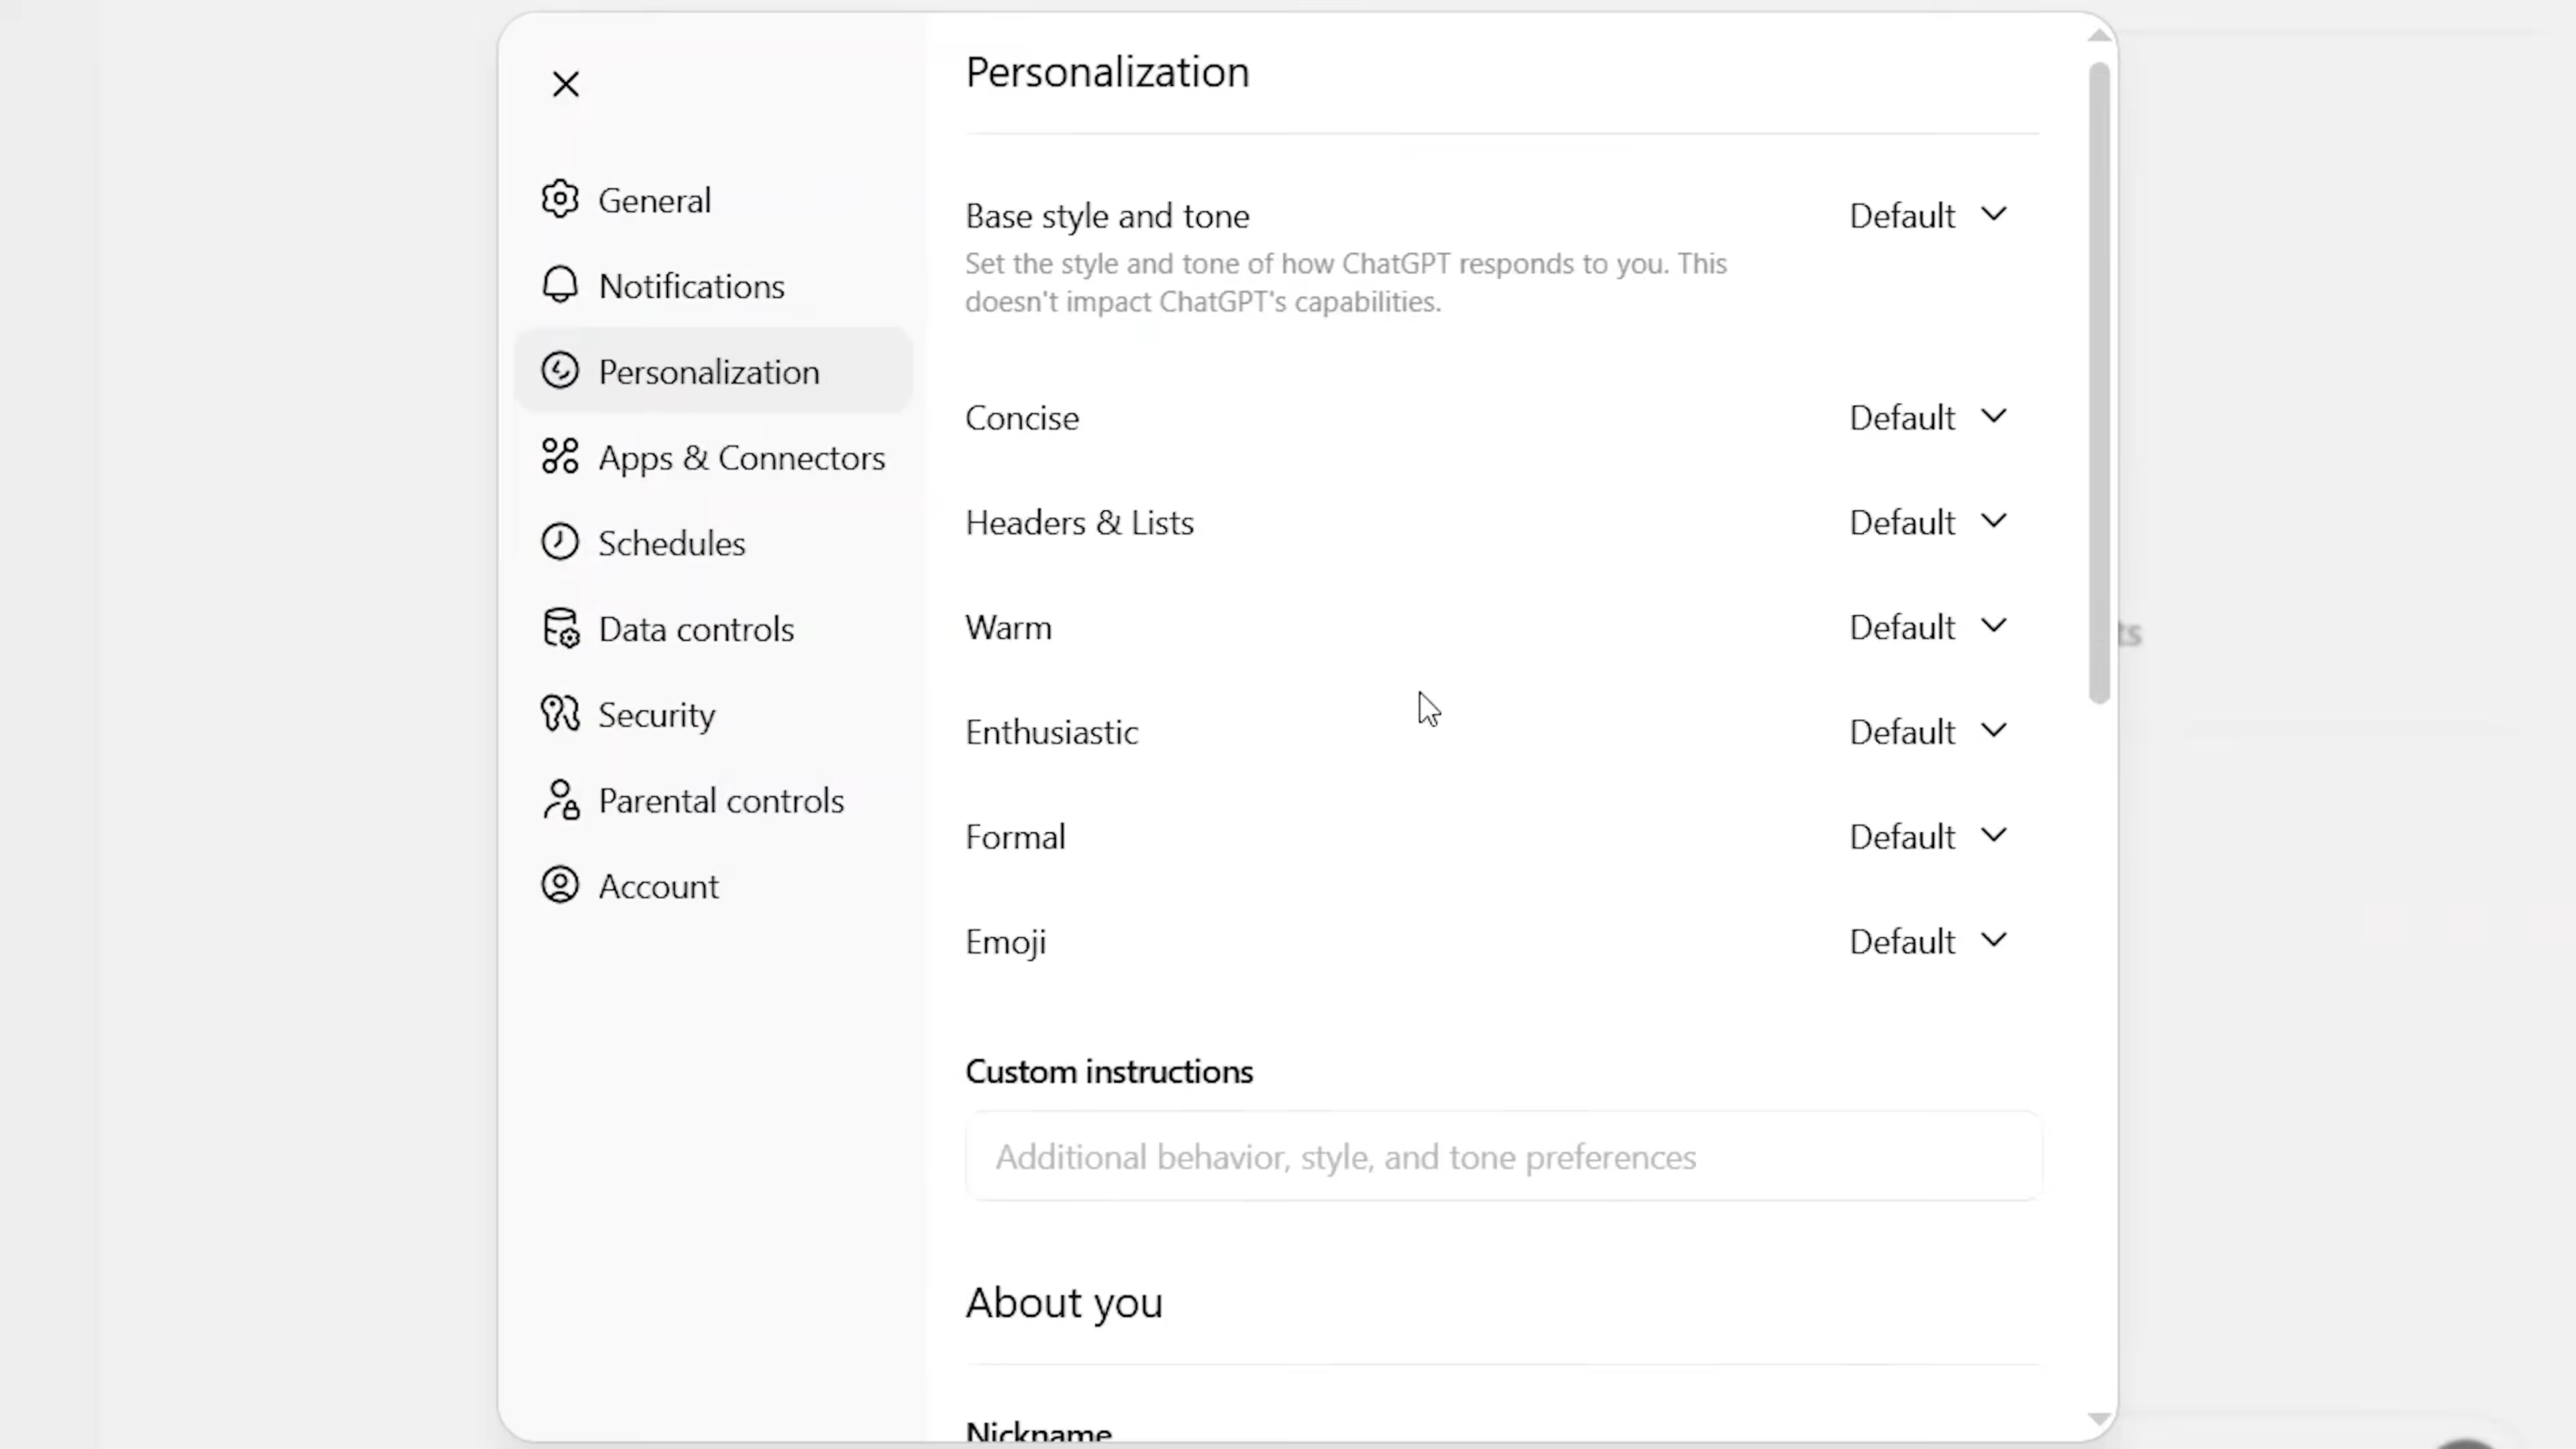 General
Notifications
Personalization
Apps & Connectors
Schedules
Data controls
Security
Parental controls
Account
Personalization
Base style and tone
Default
Set the style and tone of how ChatGPT responds to you. This
doesn't impact ChatGPT's capabilities.
Concise
Default
Headers & Lists
Default
Warm
Default
Enthusiastic
Default
Formal
Default
Emoji
Default
Custom instructions
Additional behavior, style, and tone preferences
About you
Nickname